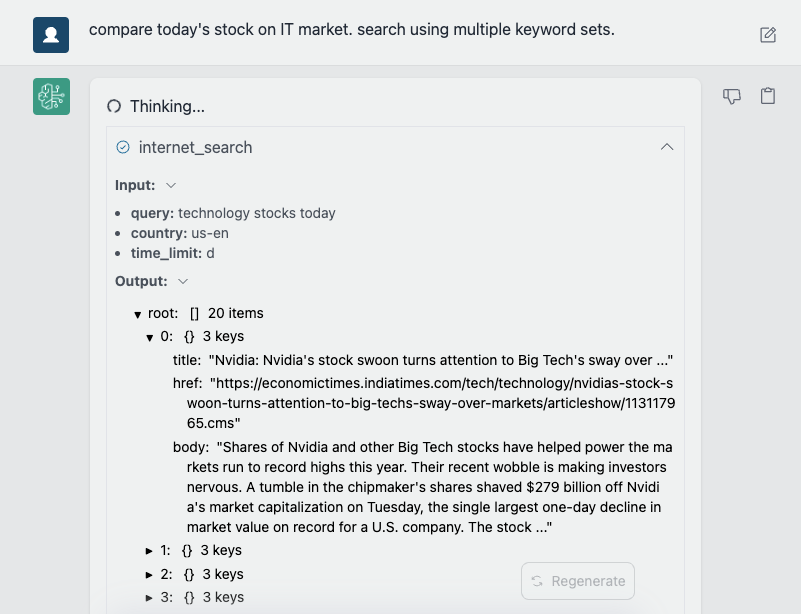 compare today's stock on IT market. search using multiple keyword sets.
Thinking...
internet_search
Input:
query: technology stocks today
country: us-en
time_limit: d
Output:
root: [] 20 items
0: {} 3 keys
title: "Nvidia: Nvidia's stock swoon turns attention to Big Tech's sway over ..."
href: "https://economictimes.indiatimes.com/tech/technology/nvidias-stock-s
woon-turns-attention-to-big-techs-sway-over-markets/articleshow/1131179
65.cms"
body: "Shares of Nvidia and other Big Tech stocks have helped power the ma
rkets run to record highs this year. Their recent wobble is making investors
nervous. A tumble in the chipmaker's shares shaved $279 billion off Nvidi
a's market capitalization on Tuesday, the single largest one-day decline in
market value on record for a U.S. company. The stock ..."
1: {} 3 keys
2: {} 3 keys
3: {} 3 keys
Regenerate